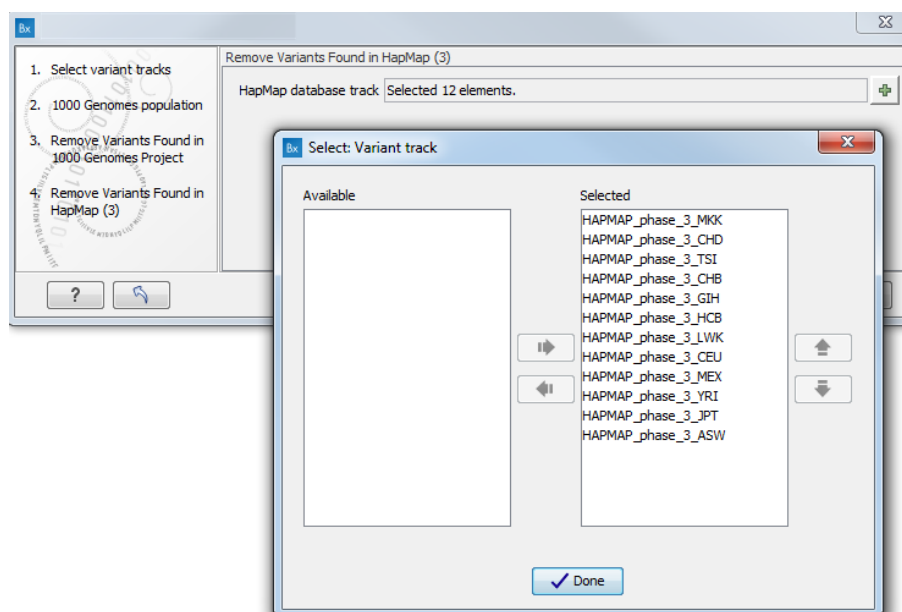 Bx
Remove Variants Found in HapMap (3)
1. Select variant tracks
2. 1000 Genomes population
3. Remove Variants Found in
1000 Genomes Project
4. Remove Variants Found in
HapMap (3)
HapMap database track Selected 12 elements.
Bx Select: Variant track
Available
Selected
HAPMAP_phase_3_MKK
HAPMAP_phase_3_CHD
HAPMAP_phase_3_TSI
HAPMAP_phase_3_CHB
HAPMAP_phase_3_GIH
HAPMAP_phase_3_HCB
HAPMAP_phase_3_LWK
HAPMAP_phase_3_CEU
HAPMAP_phase_3_MEX
HAPMAP_phase_3_YRI
HAPMAP_phase_3_JPT
HAPMAP_phase_3_ASW
?
Done